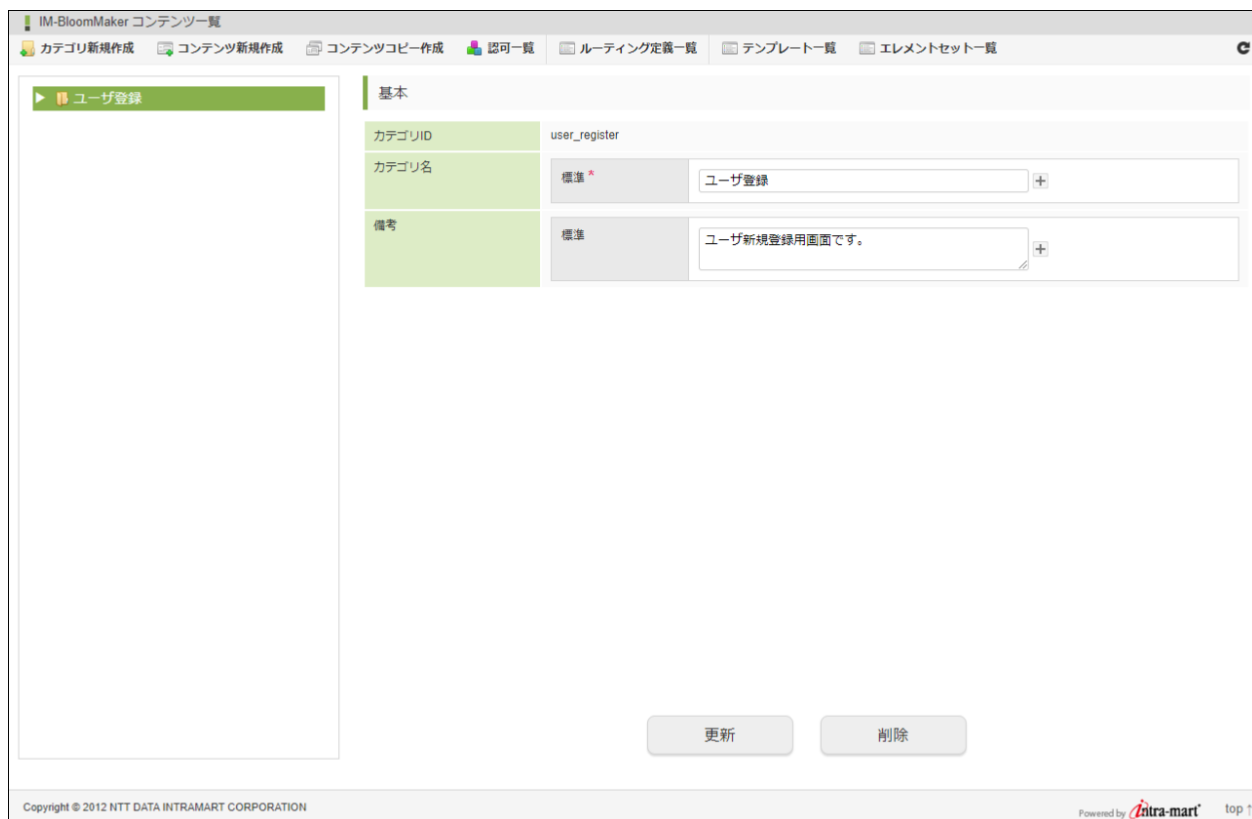 IM-BloomMaker コンテンツ一覧
カテゴリ新規作成 コンテンツ新規作成 コンテンツコピー作成 認可一覧 ルーティング定義一覧 テンプレート一覧 エレメントセット一覧
ユーザ登録
基本
カテゴリID user_register
カテゴリ名 標準 * ユーザ登録
備考 標準 ユーザ新規登録用画面です。
更新 削除
Copyright © 2012 NTT DATA INTRAMART CORPORATION
Powered by intra-mart top ↑